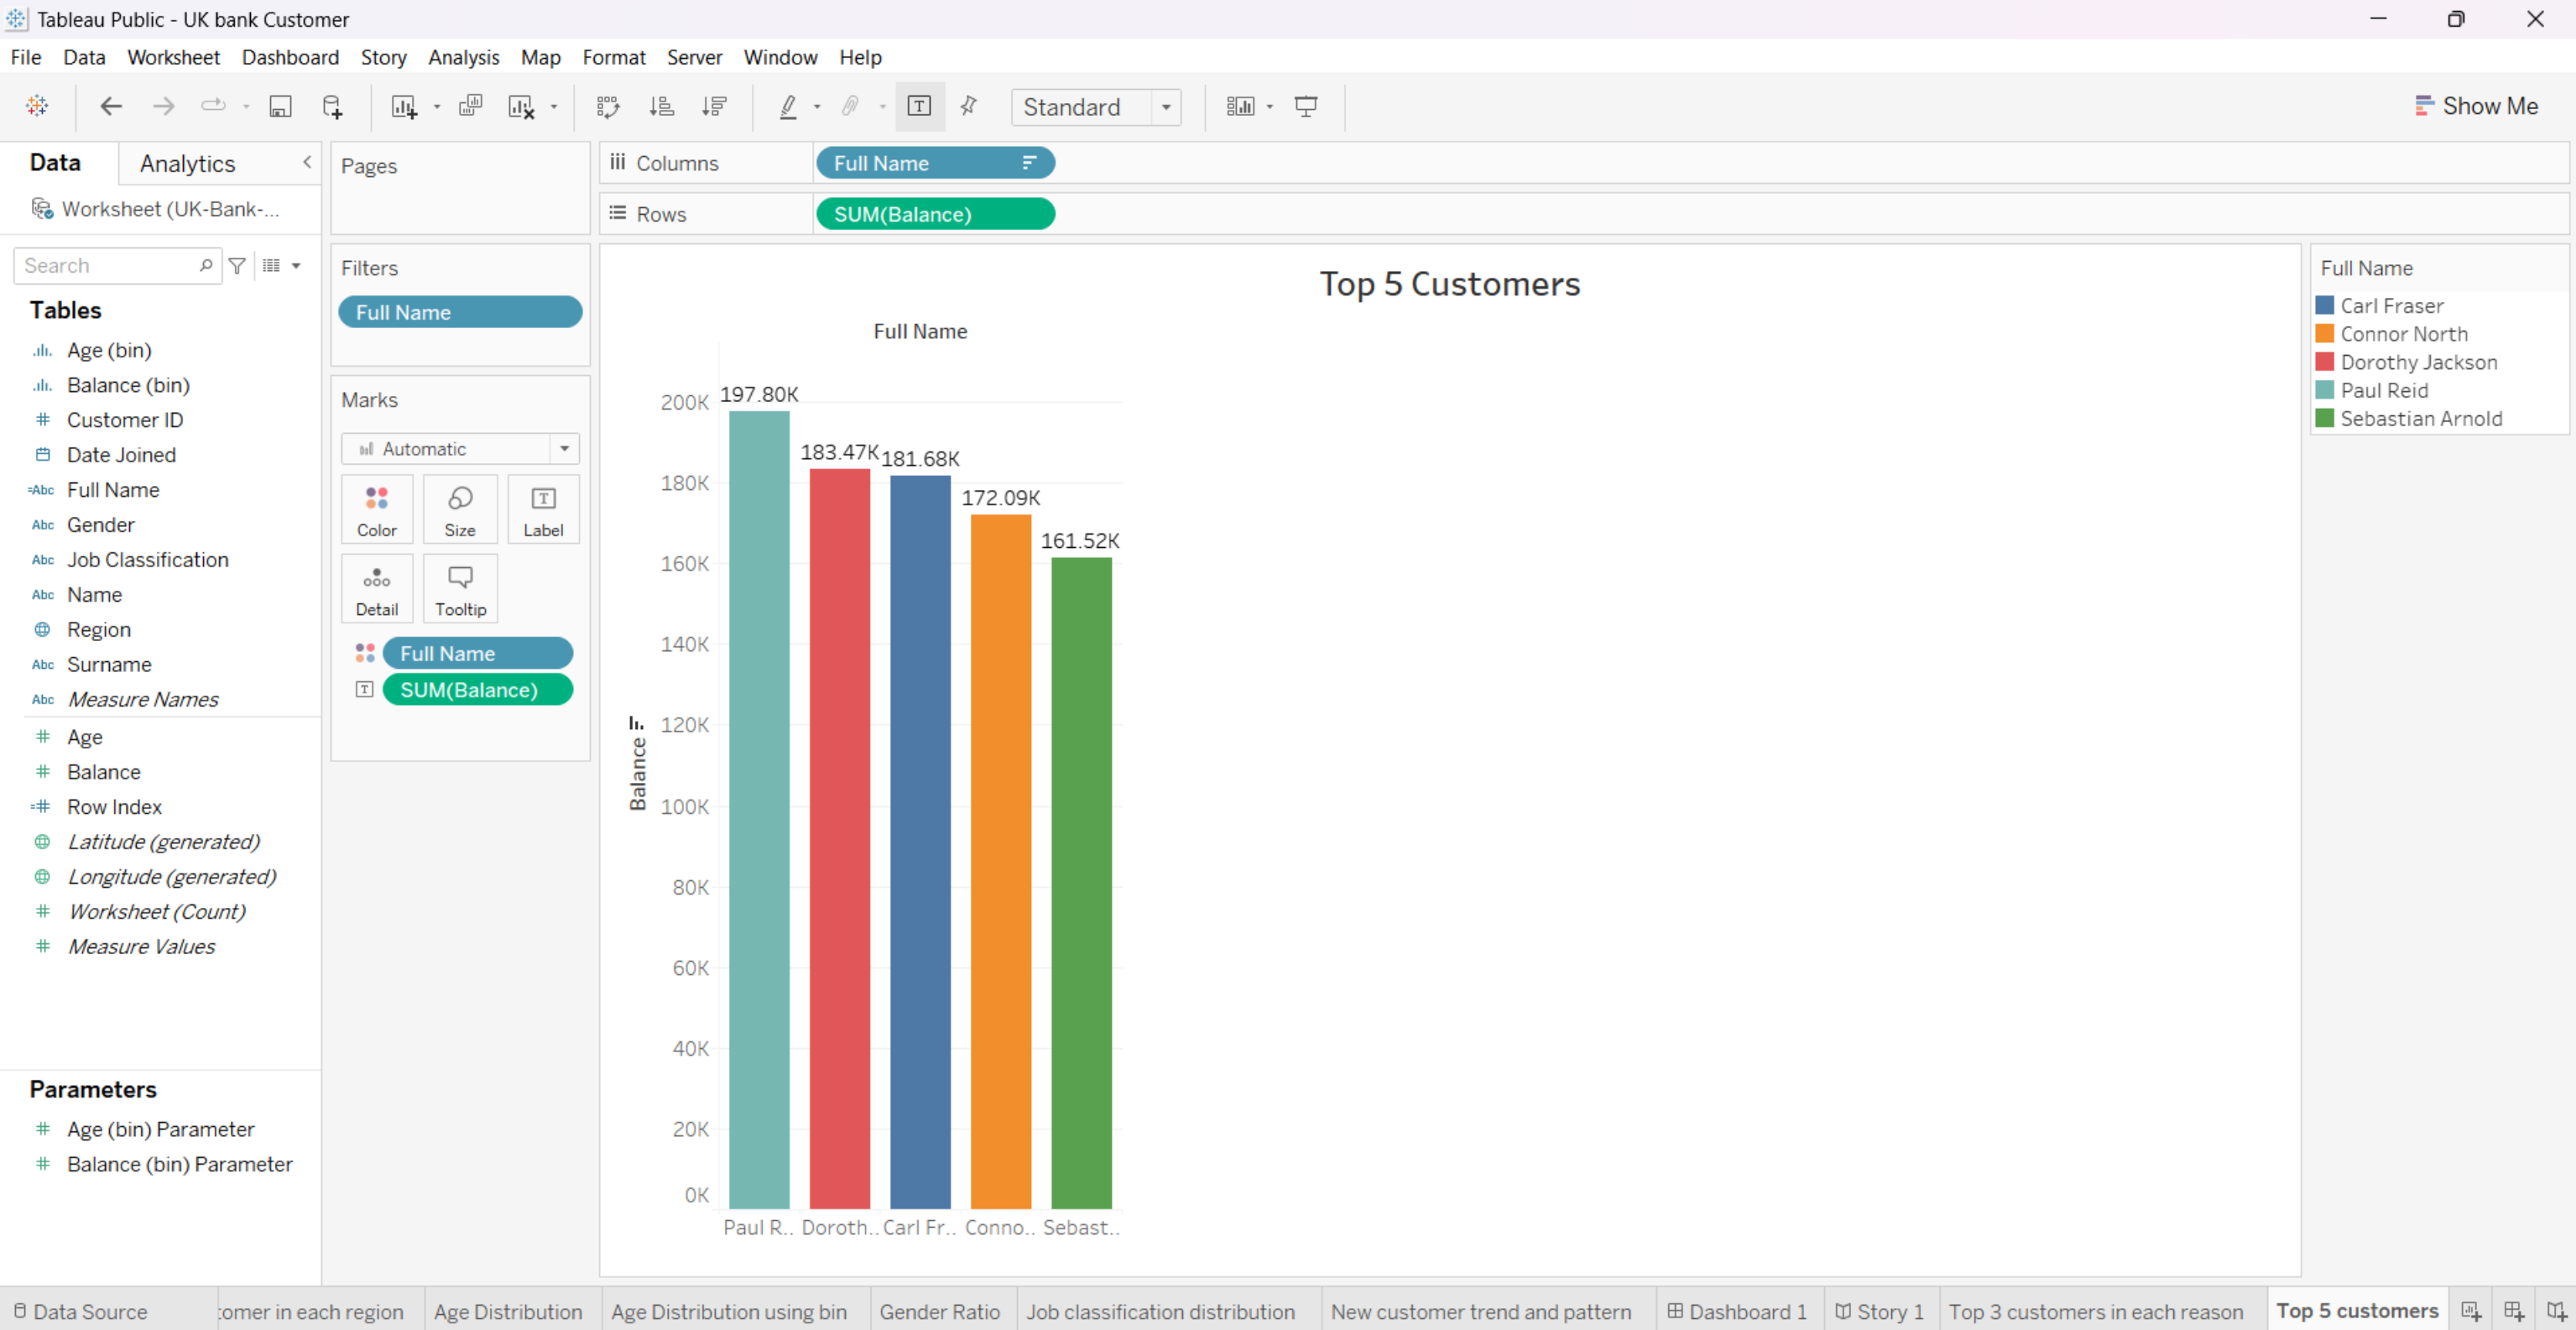 Tableau Public - UK bank Customer
File Data Worksheet Dashboard Story Analysis Map Format Server Window Help
Standard
Show Me
Data Analytics
Worksheet (UK-Bank-...
Search
Tables
Age (bin)
Balance (bin)
# Customer ID
Date Joined
=Abc Full Name
Abc Gender
Abc Job Classification
Abc Name
Region
Abc Surname
Abc Measure Names
# Age
# Balance
=# Row Index
Latitude (generated)
Longitude (generated)
# Worksheet (Count)
# Measure Values
Parameters
# Age (bin) Parameter
# Balance (bin) Parameter
Pages
Filters
Full Name
Marks
Automatic
Color Size Label
Detail Tooltip
Full Name
SUM(Balance)
Columns Full Name
Rows SUM(Balance)
Top 5 Customers
Full Name
197.80K
183.47K
181.68K
172.09K
161.52K
200K
180K
160K
140K
120K
100K
80K
60K
40K
20K
0K
Balance
Paul R.. Doroth.. Carl Fr.. Conno.. Sebast..
Full Name
Carl Fraser
Connor North
Dorothy Jackson
Paul Reid
Sebastian Arnold
Data Source tomer in each region Age Distribution Age Distribution using bin Gender Ratio Job classification distribution New customer trend and pattern Dashboard 1 Story 1 Top 3 customers in each reason Top 5 customers